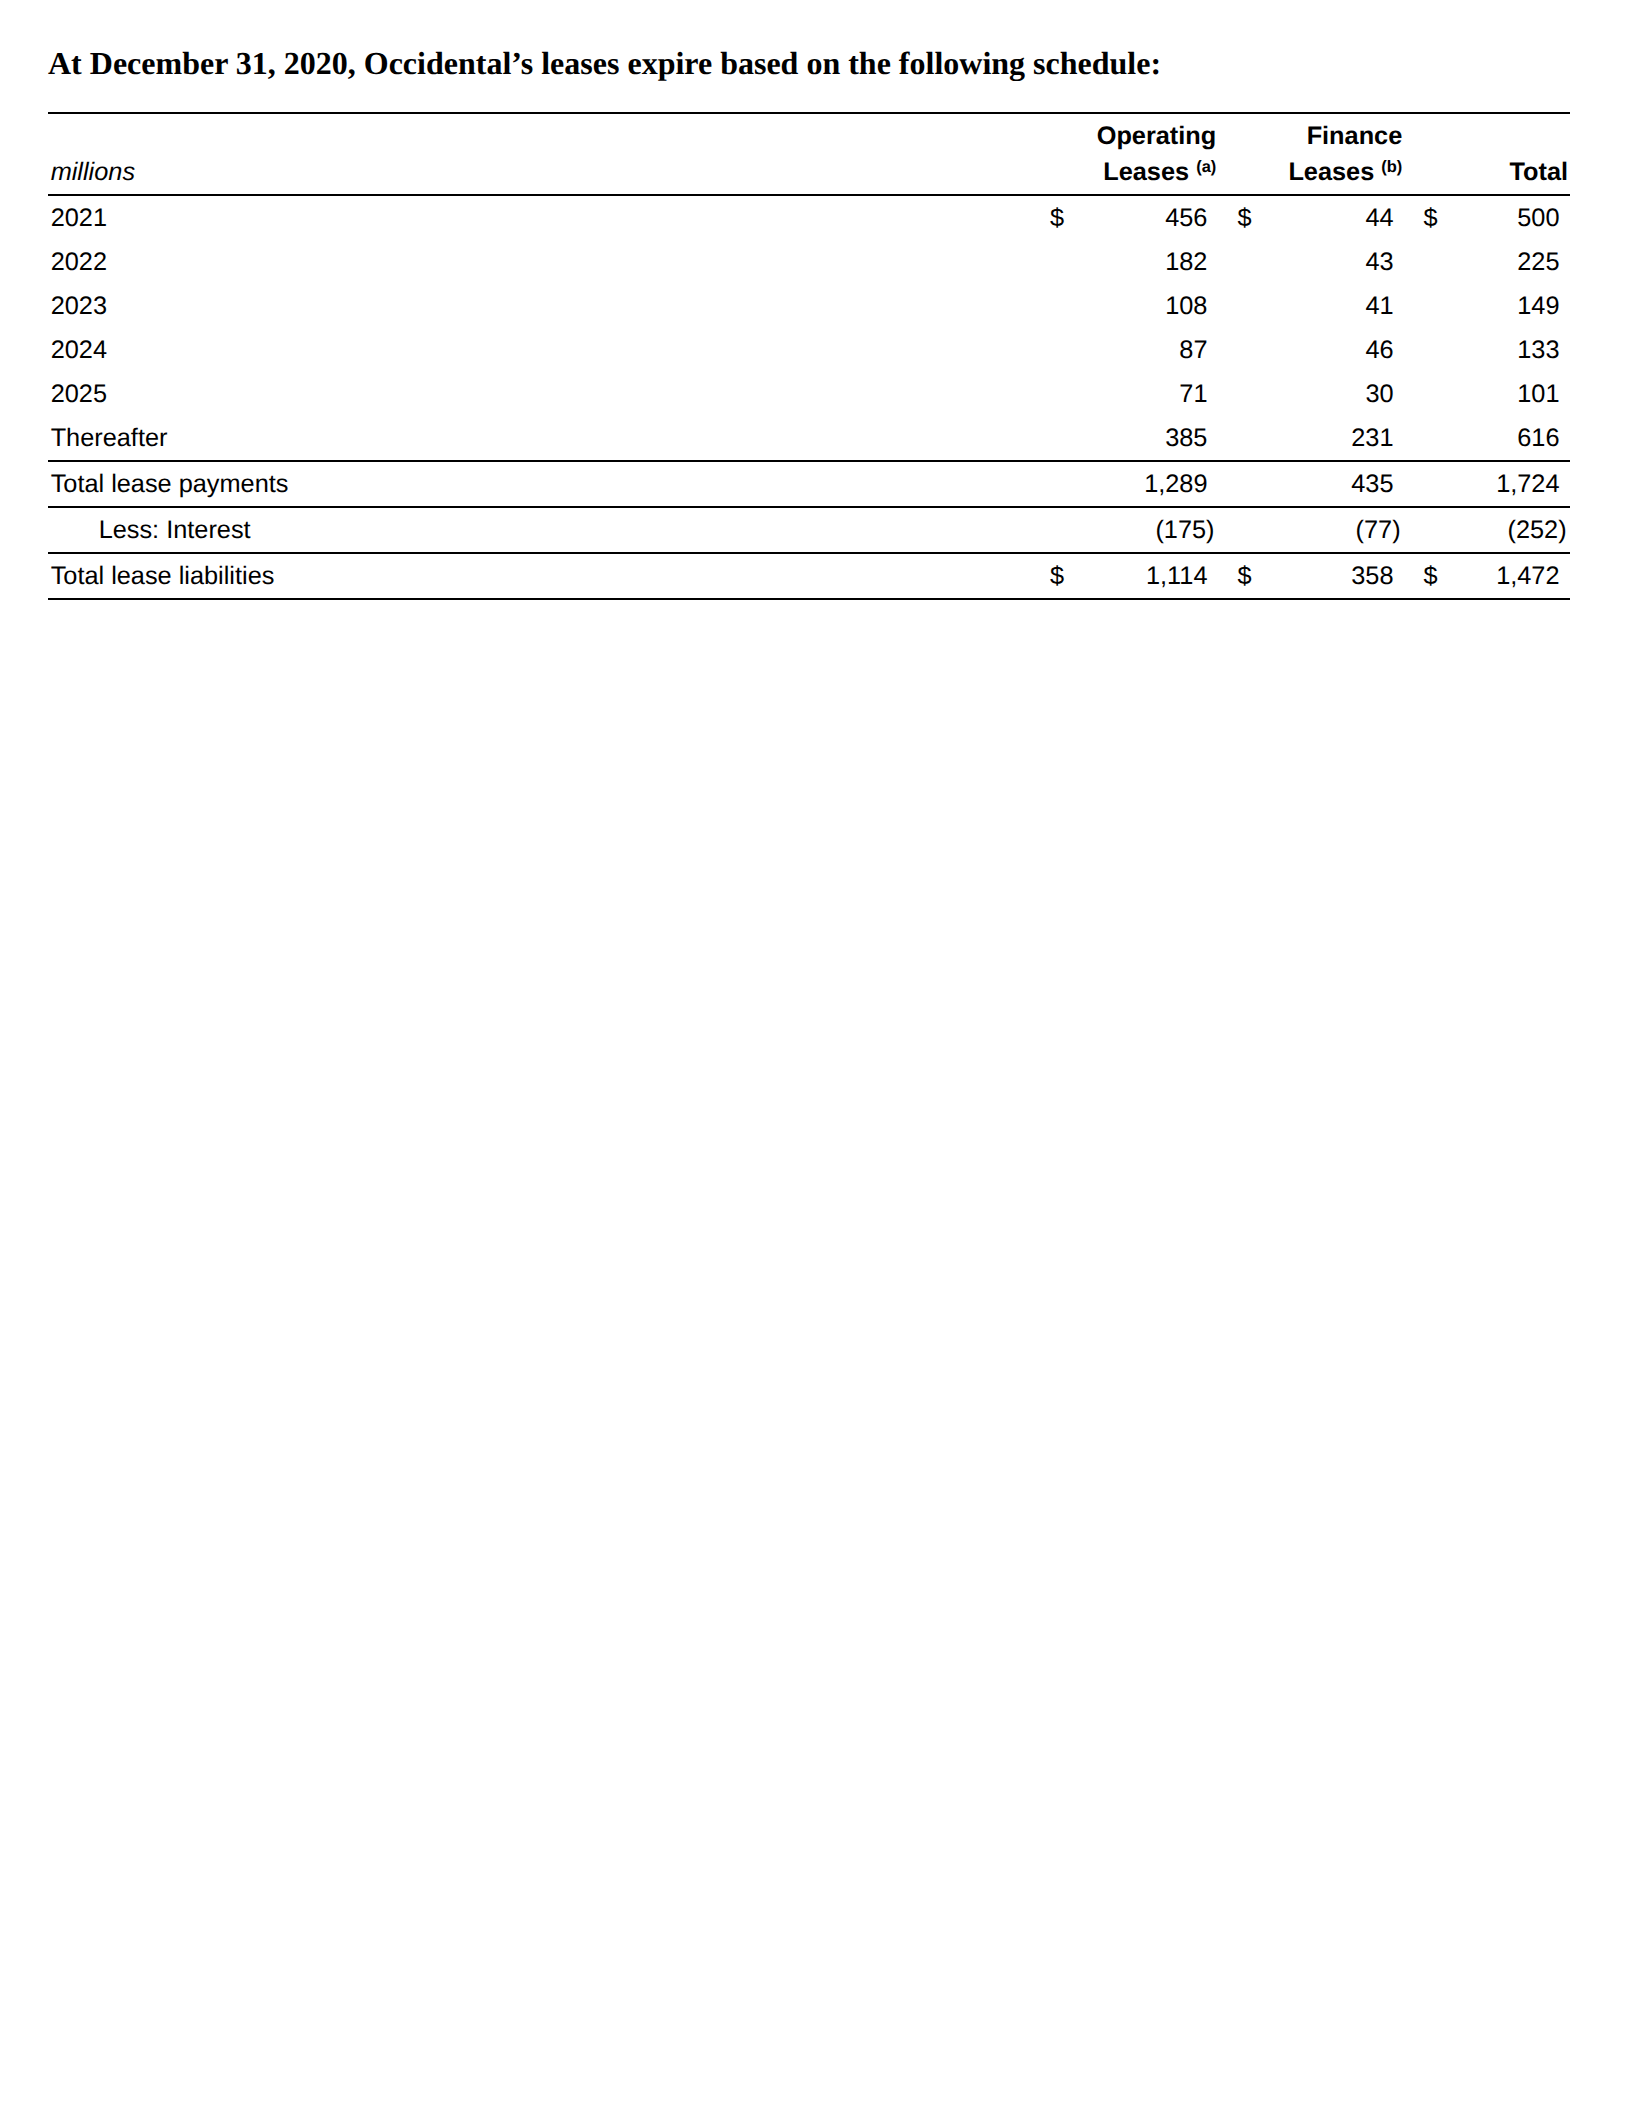 At December 31, 2020, Occidental’s leases expire based on the following schedule:
Operating Finance
millions Leases (a) Leases (b) Total
2021 $ 456 $ 44 $ 500
2022 182 43 225
2023 108 41 149
2024 87 46 133
2025 71 30 101
Thereafter 385 231 616
Total lease payments 1,289 435 1,724
Less: Interest (175) (77) (252)
Total lease liabilities $ 1,114 $ 358 $ 1,472